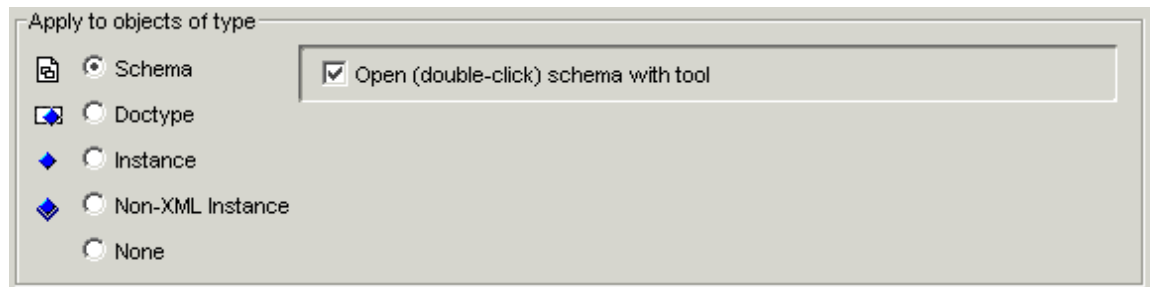 Apply to objects of type
Schema
Open (double-click) schema with tool
Doctype
Instance
Non-XML Instance
None